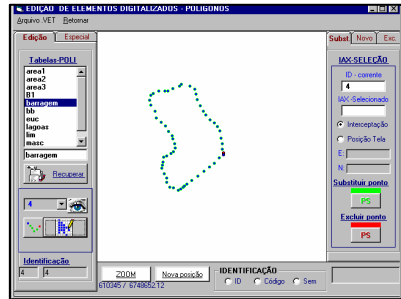 EDIÇAO DE ELEMENTOS DIGITALIZADOS - POLIGONOS
Arquivo .VET Retornar
Edição Especial
Tabelas-POLI
area1
area2
area3
B1
barragem
bb
euc
lagoas
lim
masc
barragem
Recuperar
4
Identificação
4 4
ZOOM Nova posição
610345 / 6748652.12
IDENTIFICAÇÃO
ID Código Sem
Subst. Novo Exc.
IAX-SELEÇÃO
ID - corrente
4
IAX -Selecionado
Interceptação
Posição Tela
E:
N:
Substituir ponto
PS
Excluir ponto
PS